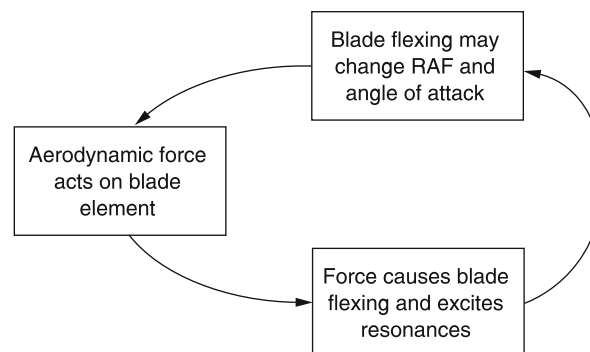 Blade flexing may
change RAF and
angle of attack
Aerodynamic force
acts on blade
element
Force causes blade
flexing and excites
resonances